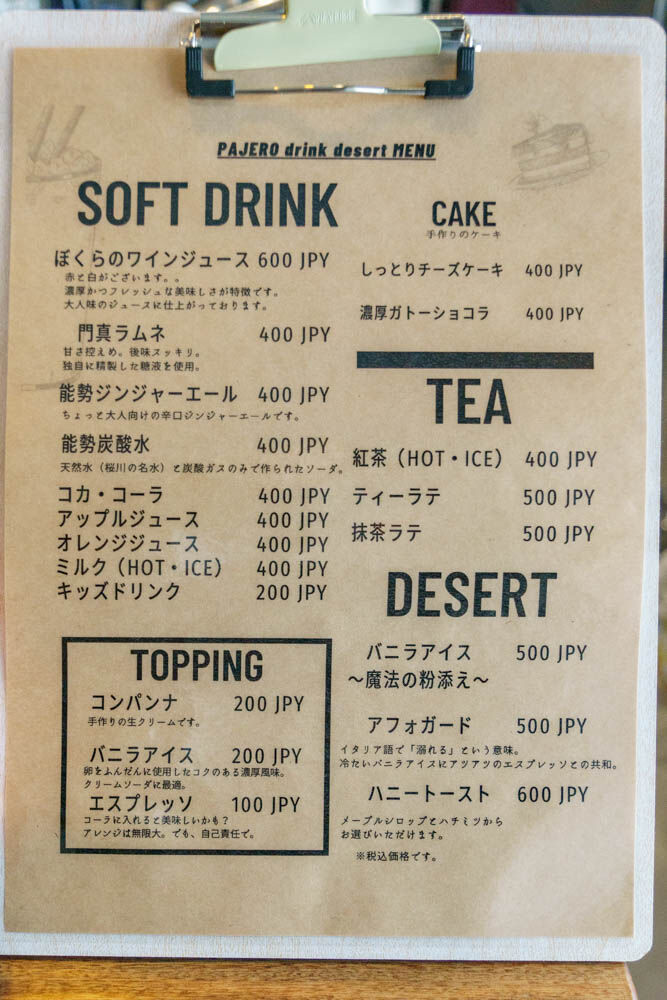 PAJERO drink desert MENU
SOFT DRINK
ぼくらのワインジュース 600 JPY
赤と白がございます。。
濃厚かつフレッシュな美味しさが特徴です。
大人味のジュースに仕上がっております。
門真ラムネ 400 JPY
甘さ控えめ。後味スッキリ。
独自に精製した糖液を使用。
能勢ジンジャーエール 400 JPY
ちょっと大人向けの辛口ジンジャーエールです。
能勢炭酸水 400 JPY
天然水（桜川の名水）と炭酸ガスのみで作られたソーダ。
コカ・コーラ 400 JPY
アップルジュース 400 JPY
オレンジジュース 400 JPY
ミルク（HOT・ICE） 400 JPY
キッズドリンク 200 JPY
TOPPING
コンパンナ 200 JPY
手作りの生クリームです。
バニラアイス 200 JPY
卵をふんだんに使用したコクのある濃厚風味。
クリームソーダに最適。
エスプレッソ 100 JPY
コーラに入れると美味しいかも？
アレンジは無限大。でも、自己責任で。
CAKE
手作りのケーキ
しっとりチーズケーキ 400 JPY
濃厚ガトーショコラ 400 JPY
TEA
紅茶（HOT・ICE） 400 JPY
ティーラテ 500 JPY
抹茶ラテ 500 JPY
DESERT
バニラアイス 500 JPY
～魔法の粉添え～
アフォガード 500 JPY
イタリア語で「溺れる」という意味。
冷たいバニラアイスにアツアツのエスプレッソとの共和。
ハニートースト 600 JPY
メープルシロップとハチミツから
お選びいただけます。
※税込価格です。